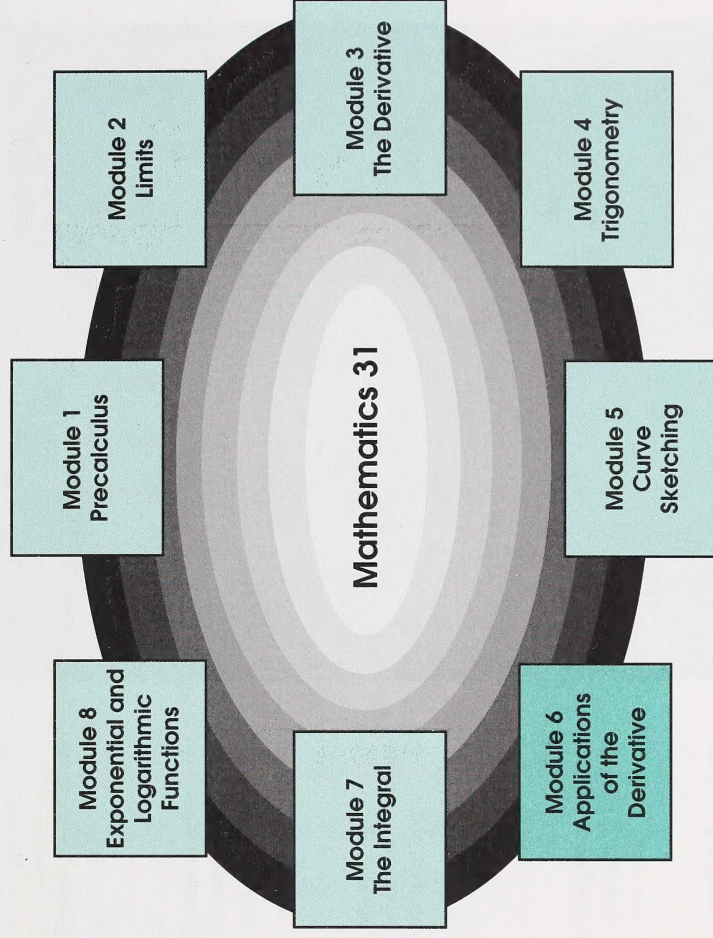 Module 1
Precalculus
Module 2
Limits
Module 3
The Derivative
Module 4
Trigonometry
Module 5
Curve
Sketching
Module 6
Applications
of the
Derivative
Module 7
The Integral
Module 8
Exponential and
Logarithmic
Functions
Mathematics 31